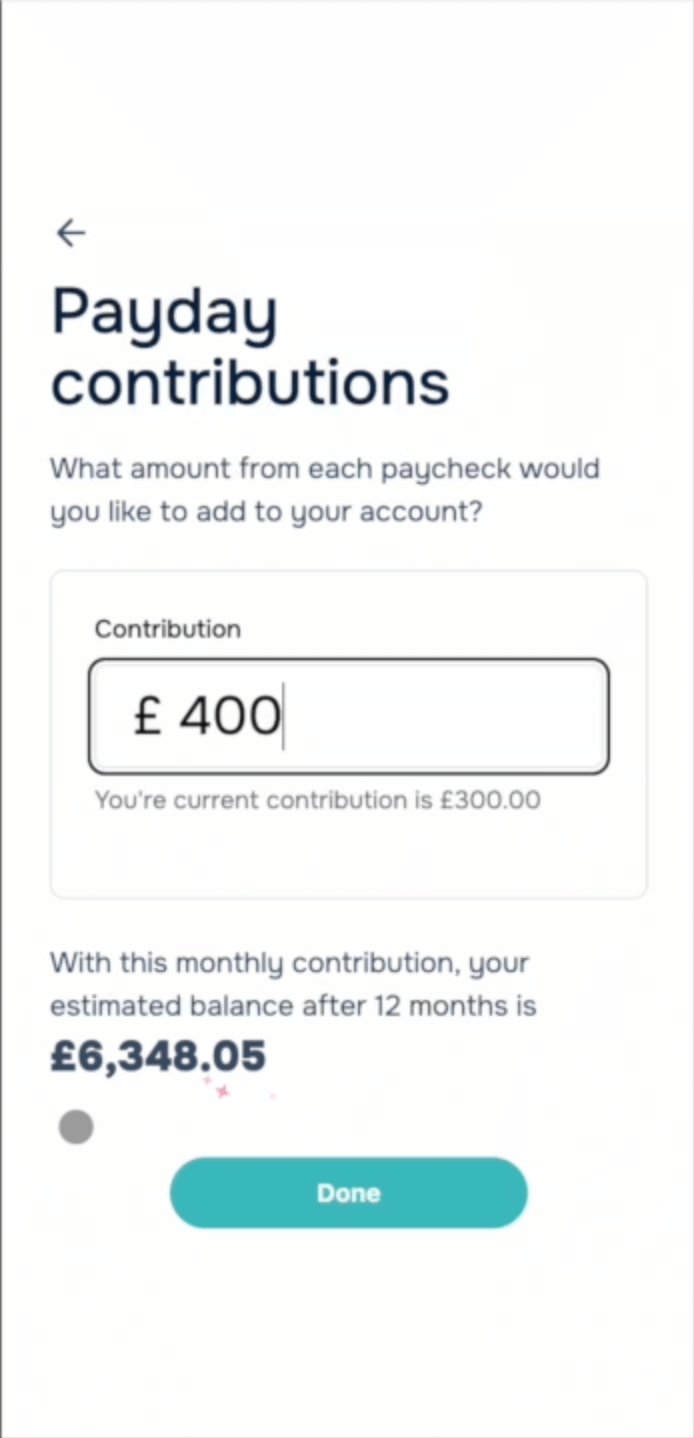 Payday
contributions
What amount from each paycheck would
you like to add to your account?
Contribution
£ 400
You're current contribution is £300.00
With this monthly contribution, your
estimated balance after 12 months is
£6,348.05
Done